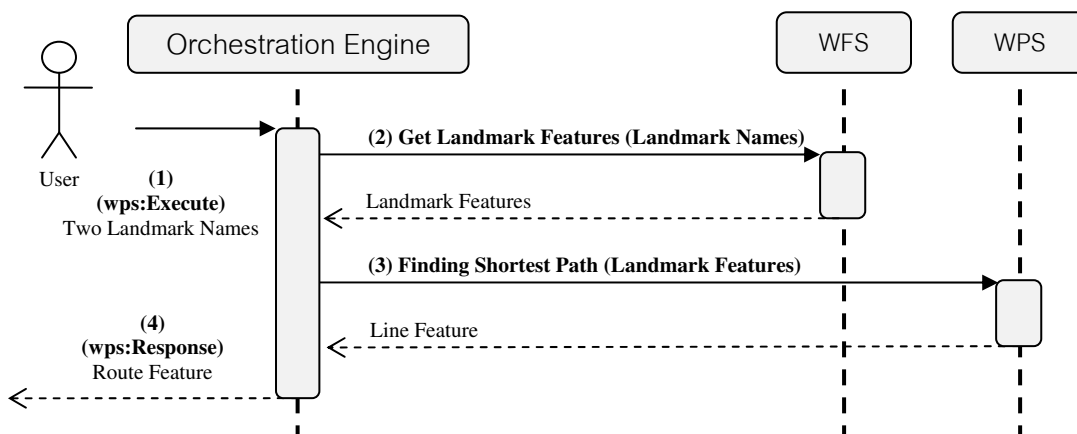 Orchestration Engine
WFS
WPS
User
(1)
(wps:Execute)
Two Landmark Names
(2) Get Landmark Features (Landmark Names)
Landmark Features
(3) Finding Shortest Path (Landmark Features)
Line Feature
(4)
(wps:Response)
Route Feature